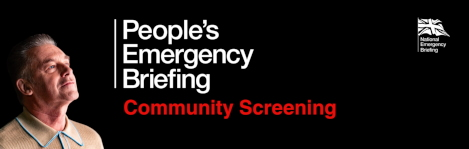 People's
Emergency
Briefing
Community Screening
National
Emergency
Briefing